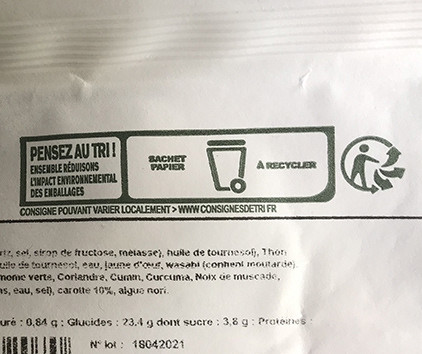 PENSEZ AU TRI !
ENSEMBLE RÉDUISONS
L'IMPACT ENVIRONNEMENTAL
DES EMBALLAGES
SACHET
PAPIER
À RECYCLER
CONSIGNE POUVANT VARIER LOCALEMENT > WWW.CONSIGNESDETRI.FR
riz, sel, sirop de fructose, mélasse), huile de tournesol), Thon
huile de tournesol, eau, jaune d'œuf, wasabi (contient moutarde)
mome verte, Coriandre, Cumin, Curcuma, Noix de muscade,
eau, sel), carotte 10%, algue nori.
: 0,84 g ; Glucides : 23.4 g dont sucre : 3,8 g ; Protéines :
N° lot : 18042021